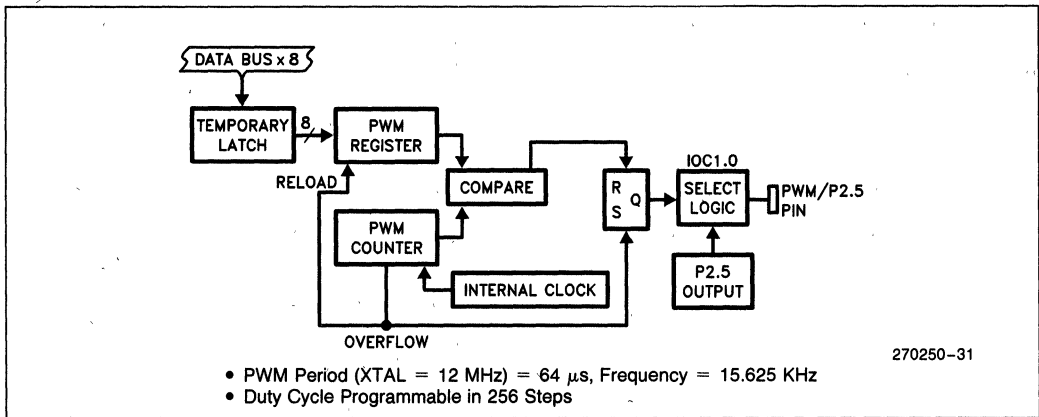 DATA BUS x 8
TEMPORARY
LATCH
8
PWM
REGISTER
RELOAD
COMPARE
PWM
COUNTER
INTERNAL CLOCK
OVERFLOW
R
S
Q
IOC1.0
SELECT
LOGIC
PWM/P2.5
PIN
P2.5
OUTPUT
270250-31
• PWM Period (XTAL = 12 MHz) = 64 μs, Frequency = 15.625 KHz
• Duty Cycle Programmable in 256 Steps